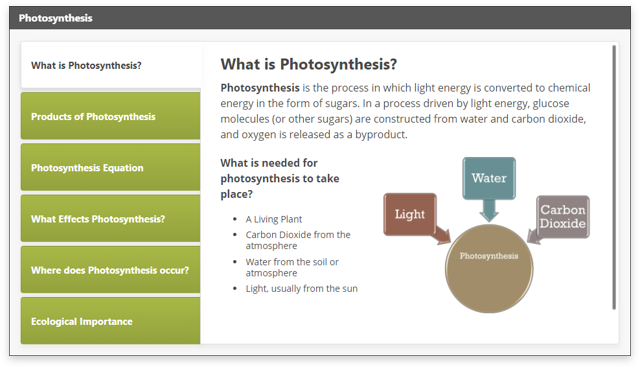 Photosynthesis
What is Photosynthesis?
Products of Photosynthesis
Photosynthesis Equation
What Effects Photosynthesis?
Where does Photosynthesis occur?
Ecological Importance
What is Photosynthesis?
Photosynthesis is the process in which light energy is converted to chemical
energy in the form of sugars. In a process driven by light energy, glucose
molecules (or other sugars) are constructed from water and carbon dioxide,
and oxygen is released as a byproduct.
What is needed for
photosynthesis to take
place?
• A Living Plant
• Carbon Dioxide from the
atmosphere
• Water from the soil or
atmosphere
• Light, usually from the sun
Water
Light
Carbon
Dioxide
Photosynthesis